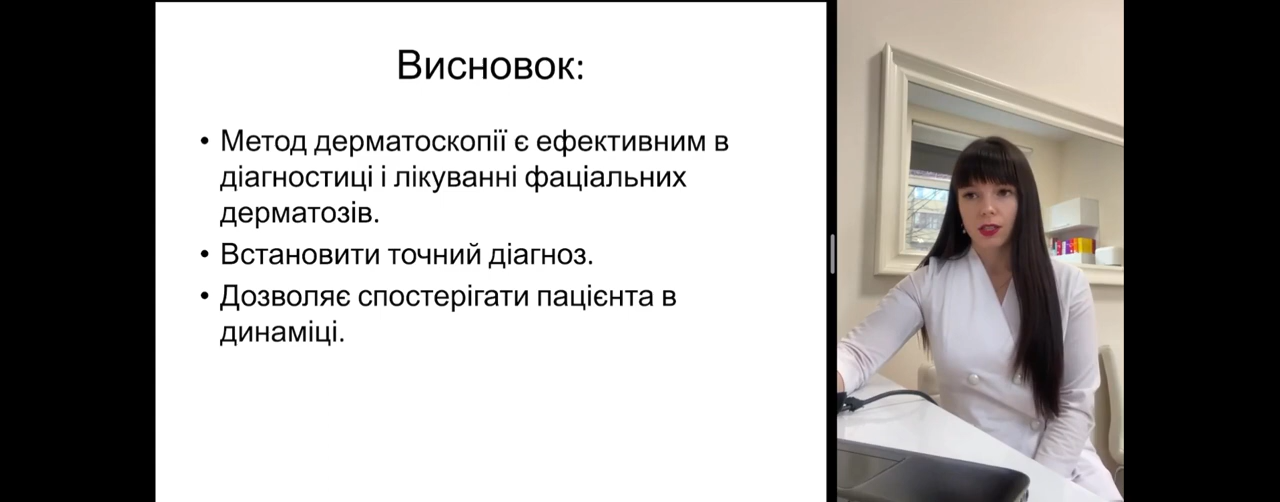 Висновок:
• Метод дерматоскопії є ефективним в
діагностиці і лікуванні фаціальних
дерматозів.
• Встановити точний діагноз.
• Дозволяє спостерігати пацієнта в
динаміці.